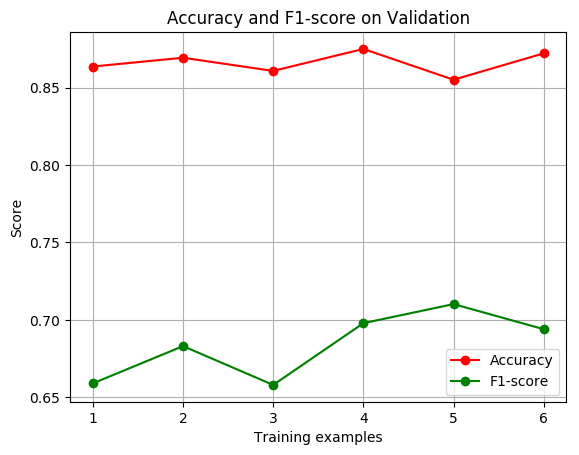 Accuracy and F1-score on Validation
Score
0.85
0.80
0.75
0.70
0.65
Accuracy
F1-score
1 2 3 4 5 6
Training examples